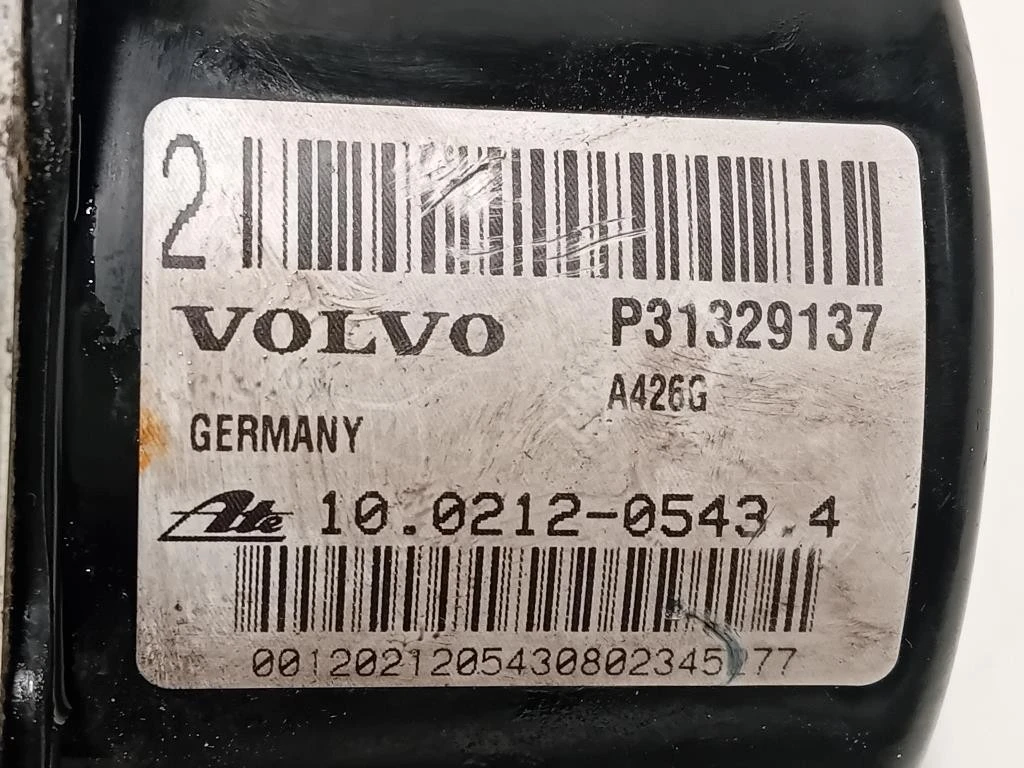 2
VOLVO P31329137
A426G
GERMANY
Ate 10.0212-0543.4